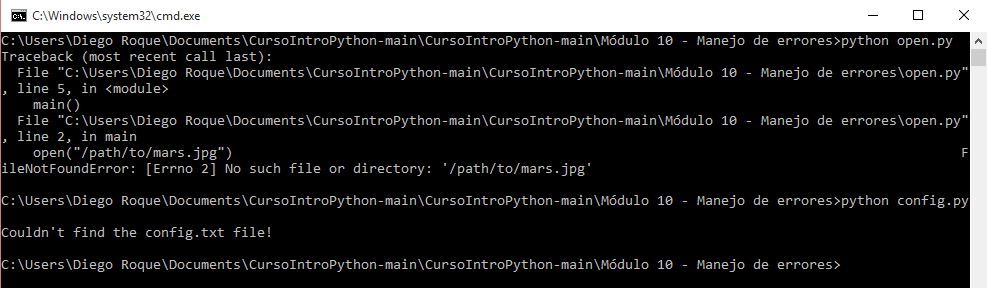 C:\Windows\system32\cmd.exe
C:\Users\Diego Roque\Documents\CursoIntroPython-main\CursoIntroPython-main\Módulo 10 - Manejo de errores>python open.py
Traceback (most recent call last):
  File "C:\Users\Diego Roque\Documents\CursoIntroPython-main\CursoIntroPython-main\Módulo 10 - Manejo de errores\open.py"
, line 5, in <module>
    main()
  File "C:\Users\Diego Roque\Documents\CursoIntroPython-main\CursoIntroPython-main\Módulo 10 - Manejo de errores\open.py"
, line 2, in main
    open("/path/to/mars.jpg") F
ileNotFoundError: [Errno 2] No such file or directory: '/path/to/mars.jpg'
C:\Users\Diego Roque\Documents\CursoIntroPython-main\CursoIntroPython-main\Módulo 10 - Manejo de errores>python config.py
Couldn't find the config.txt file!
C:\Users\Diego Roque\Documents\CursoIntroPython-main\CursoIntroPython-main\Módulo 10 - Manejo de errores>